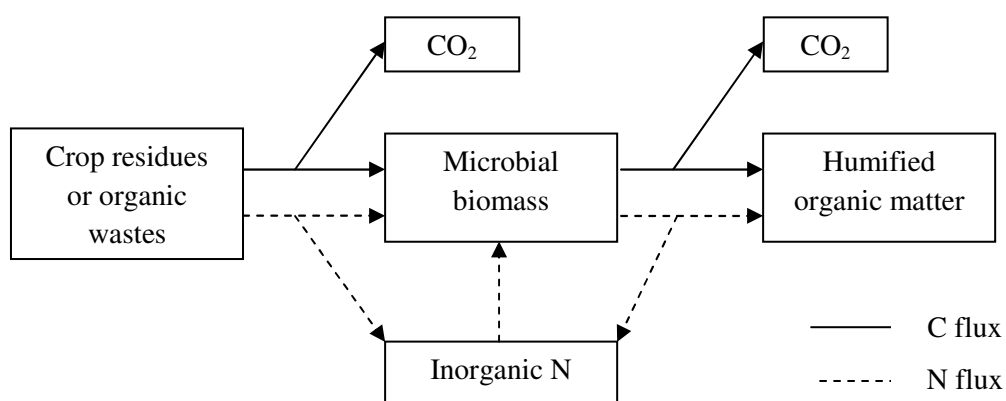 CO₂
CO₂
Crop residues
or organic
wastes
Microbial
biomass
Humified
organic matter
Inorganic N
C flux
N flux